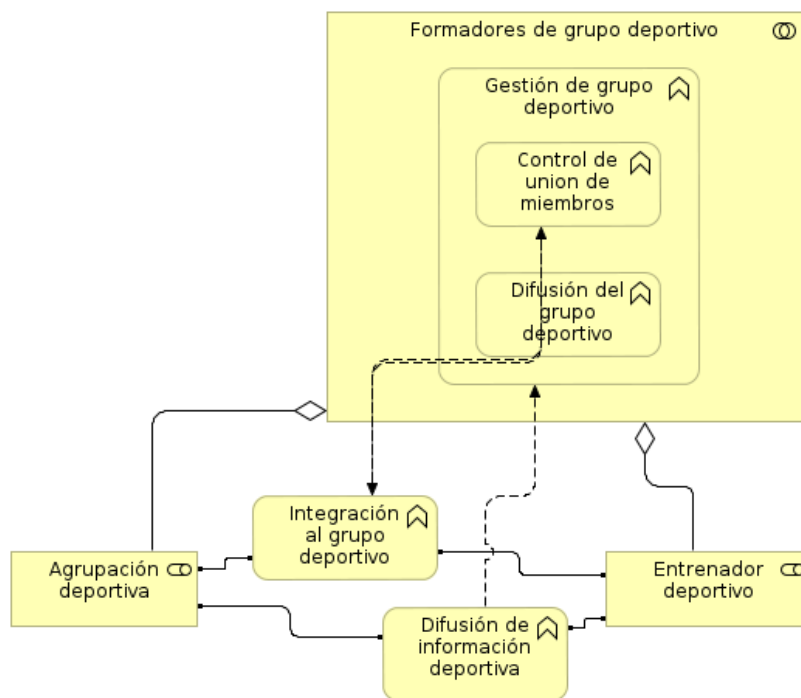 Formadores de grupo deportivo
Gestión de grupo
deportivo
Control de
union de
miembros
Difusión del
grupo
deportivo
Integración
al grupo
deportivo
Agrupación
deportiva
Entrenador
deportivo
Difusión de
información
deportiva